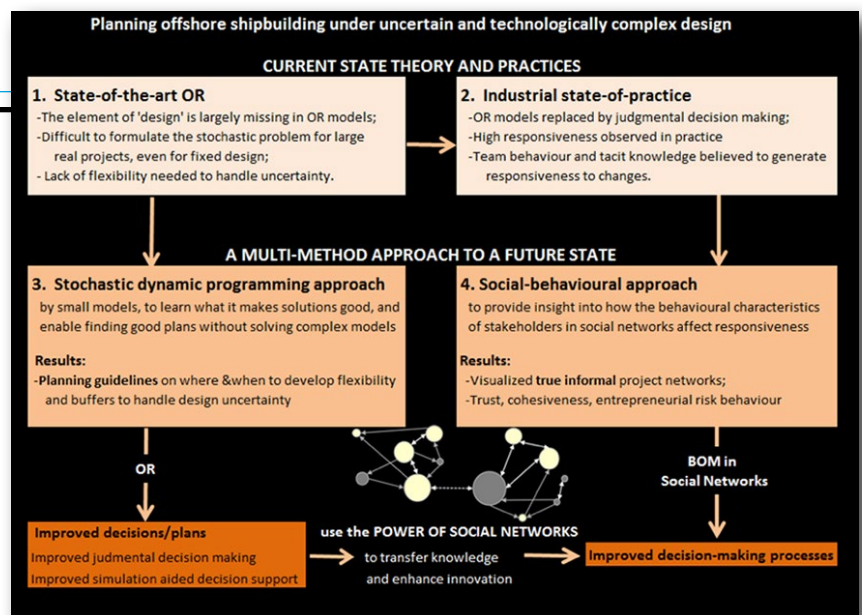 Planning offshore shipbuilding under uncertain and technologically complex design
CURRENT STATE THEORY AND PRACTICES
1. State-of-the-art OR
-The element of 'design' is largely missing in OR models;
-Difficult to formulate the stochastic problem for large
real projects, even for fixed design;
- Lack of flexibility needed to handle uncertainty.
2. Industrial state-of-practice
-OR models replaced by judgmental decision making;
-High responsiveness observed in practice
-Team behaviour and tacit knowledge believed to generate
responsiveness to changes.
A MULTI-METHOD APPROACH TO A FUTURE STATE
3. Stochastic dynamic programming approach
by small models, to learn what it makes solutions good, and
enable finding good plans without solving complex models
Results:
-Planning guidelines on where &when to develop flexibility
and buffers to handle design uncertainty
4. Social-behavioural approach
to provide insight into how the behavioural characteristics
of stakeholders in social networks affect responsiveness
Results:
-Visualized true informal project networks;
-Trust, cohesiveness, entrepreneurial risk behaviour
OR
BOM in
Social Networks
Improved decisions/plans
Improved judmental decision making
Improved simulation aided decision support
use the POWER OF SOCIAL NETWORKS
to transfer knowledge
and enhance innovation
Improved decision-making processes